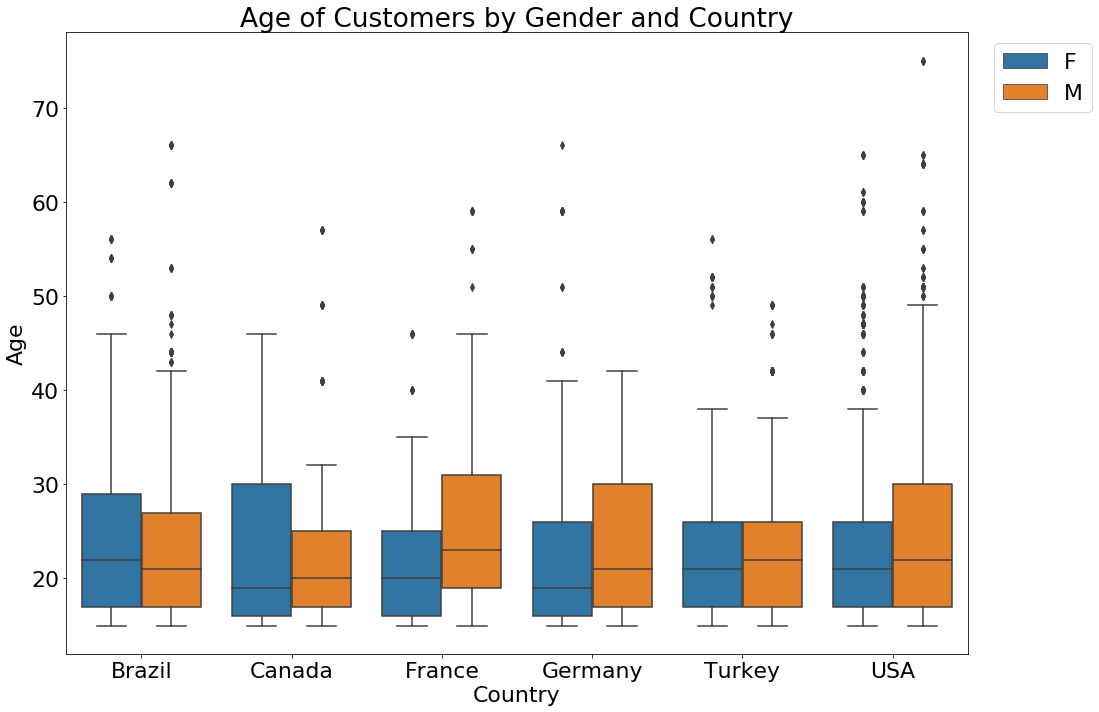 Age of Customers by Gender and Country
F
M
Age
70
60
50
40
30
20
Brazil
Canada
France
Germany
Turkey
USA
Country